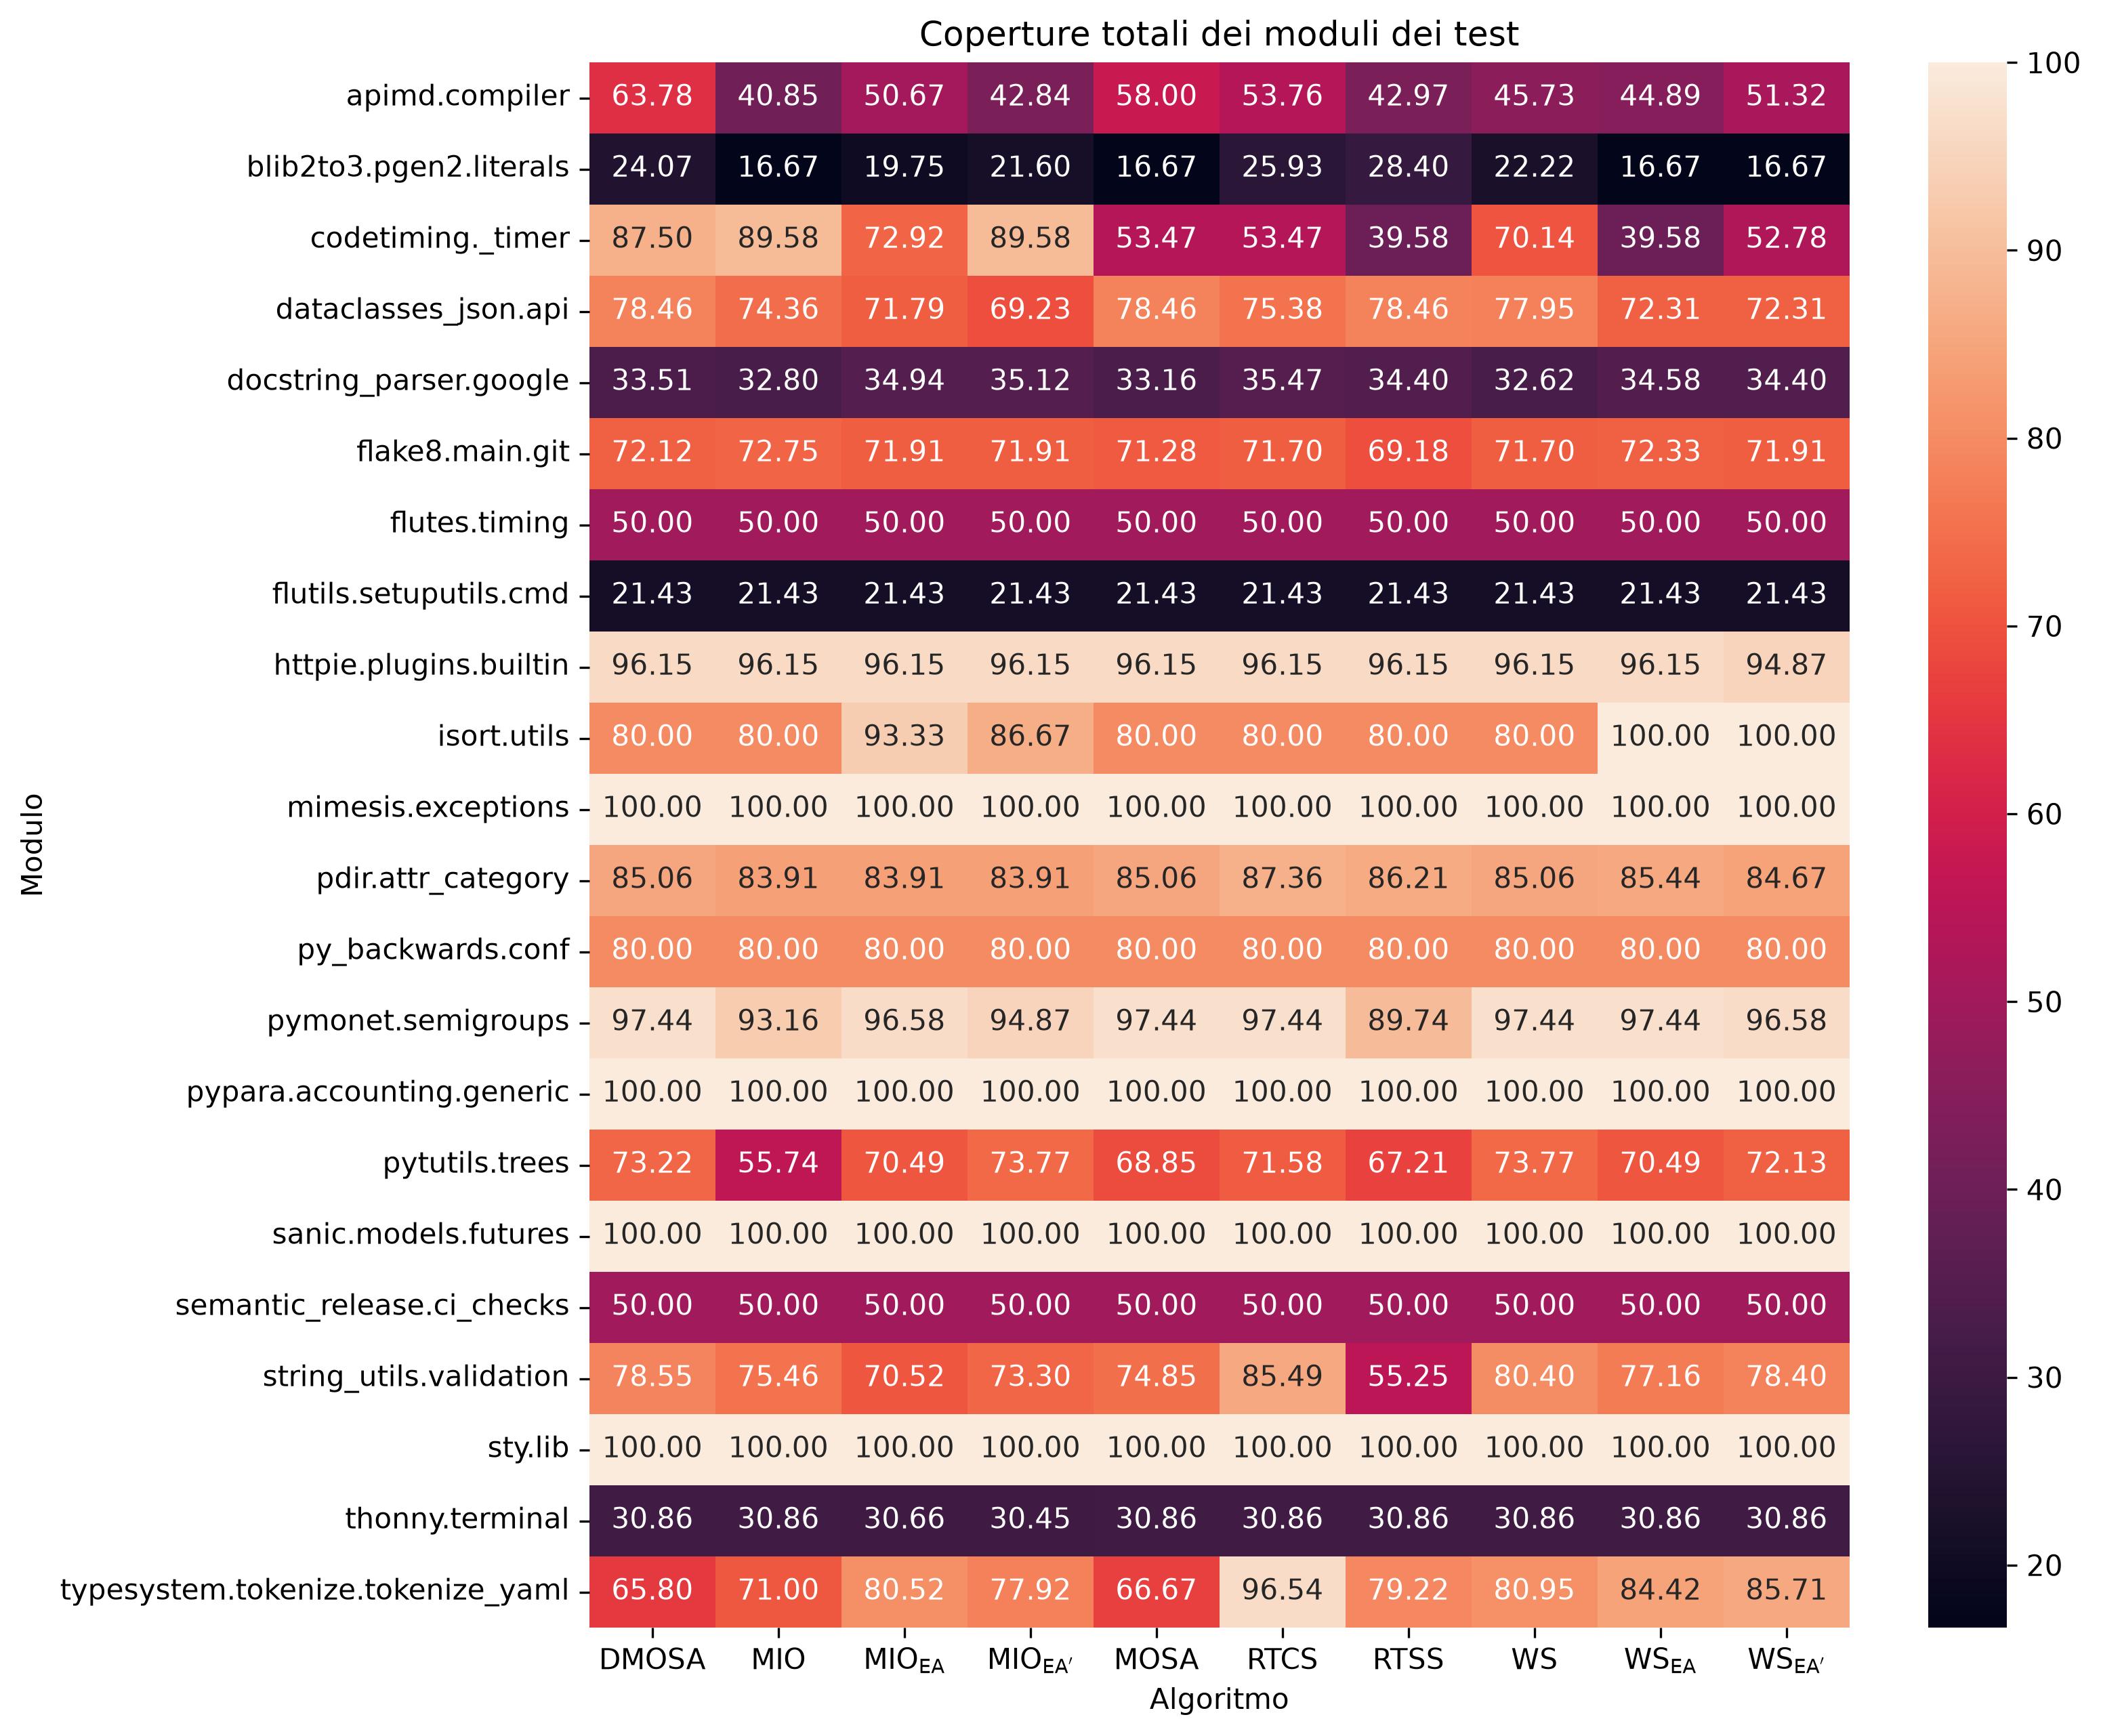 Coperture totali dei moduli dei test
apimd.compiler 63.78 40.85 50.67 42.84 58.00 53.76 42.97 45.73 44.89 51.32
blib2to3.pgen2.literals 24.07 16.67 19.75 21.60 16.67 25.93 28.40 22.22 16.67 16.67
codetiming._timer 87.50 89.58 72.92 89.58 53.47 53.47 39.58 70.14 39.58 52.78
dataclasses_json.api 78.46 74.36 71.79 69.23 78.46 75.38 78.46 77.95 72.31 72.31
docstring_parser.google 33.51 32.80 34.94 35.12 33.16 35.47 34.40 32.62 34.58 34.40
flake8.main.git 72.12 72.75 71.91 71.91 71.28 71.70 69.18 71.70 72.33 71.91
flutes.timing 50.00 50.00 50.00 50.00 50.00 50.00 50.00 50.00 50.00 50.00
flutils.setuputils.cmd 21.43 21.43 21.43 21.43 21.43 21.43 21.43 21.43 21.43 21.43
httpie.plugins.builtin 96.15 96.15 96.15 96.15 96.15 96.15 96.15 96.15 96.15 94.87
isort.utils 80.00 80.00 93.33 86.67 80.00 80.00 80.00 80.00 100.00 100.00
mimesis.exceptions 100.00 100.00 100.00 100.00 100.00 100.00 100.00 100.00 100.00 100.00
pdir.attr_category 85.06 83.91 83.91 83.91 85.06 87.36 86.21 85.06 85.44 84.67
py_backwards.conf 80.00 80.00 80.00 80.00 80.00 80.00 80.00 80.00 80.00 80.00
pymonet.semigroups 97.44 93.16 96.58 94.87 97.44 97.44 89.74 97.44 97.44 96.58
pypara.accounting.generic 100.00 100.00 100.00 100.00 100.00 100.00 100.00 100.00 100.00 100.00
pytutils.trees 73.22 55.74 70.49 73.77 68.85 71.58 67.21 73.77 70.49 72.13
sanic.models.futures 100.00 100.00 100.00 100.00 100.00 100.00 100.00 100.00 100.00 100.00
semantic_release.ci_checks 50.00 50.00 50.00 50.00 50.00 50.00 50.00 50.00 50.00 50.00
string_utils.validation 78.55 75.46 70.52 73.30 74.85 85.49 55.25 80.40 77.16 78.40
sty.lib 100.00 100.00 100.00 100.00 100.00 100.00 100.00 100.00 100.00 100.00
thonny.terminal 30.86 30.86 30.66 30.45 30.86 30.86 30.86 30.86 30.86 30.86
typesystem.tokenize.tokenize_yaml 65.80 71.00 80.52 77.92 66.67 96.54 79.22 80.95 84.42 85.71
DMOSA MIO MIO_EA MIO_EA′ MOSA RTCS RTSS WS WS_EA WS_EA′
Algoritmo
Modulo
100
90
80
70
60
50
40
30
20